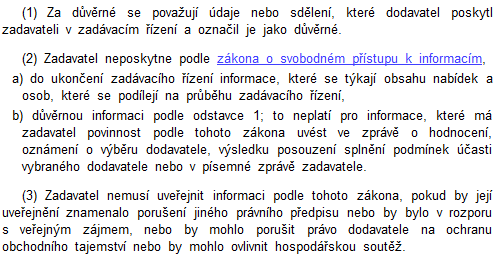 (1) Za důvěrné se považují údaje nebo sdělení, které dodavatel poskytl
zadavateli v zadávacím řízení a označil je jako důvěrné.
(2) Zadavatel neposkytne podle zákona o svobodném přístupu k informacím,
a) do ukončení zadávacího řízení informace, které se týkají obsahu nabídek a
osob, které se podílejí na průběhu zadávacího řízení,
b) důvěrnou informaci podle odstavce 1; to neplatí pro informace, které má
zadavatel povinnost podle tohoto zákona uvést ve zprávě o hodnocení,
oznámení o výběru dodavatele, výsledku posouzení splnění podmínek účasti
vybraného dodavatele nebo v písemné zprávě zadavatele.
(3) Zadavatel nemusí uveřejnit informaci podle tohoto zákona, pokud by její
uveřejnění znamenalo porušení jiného právního předpisu nebo by bylo v rozporu
s veřejným zájmem, nebo by mohlo porušit právo dodavatele na ochranu
obchodního tajemství nebo by mohlo ovlivnit hospodářskou soutěž.